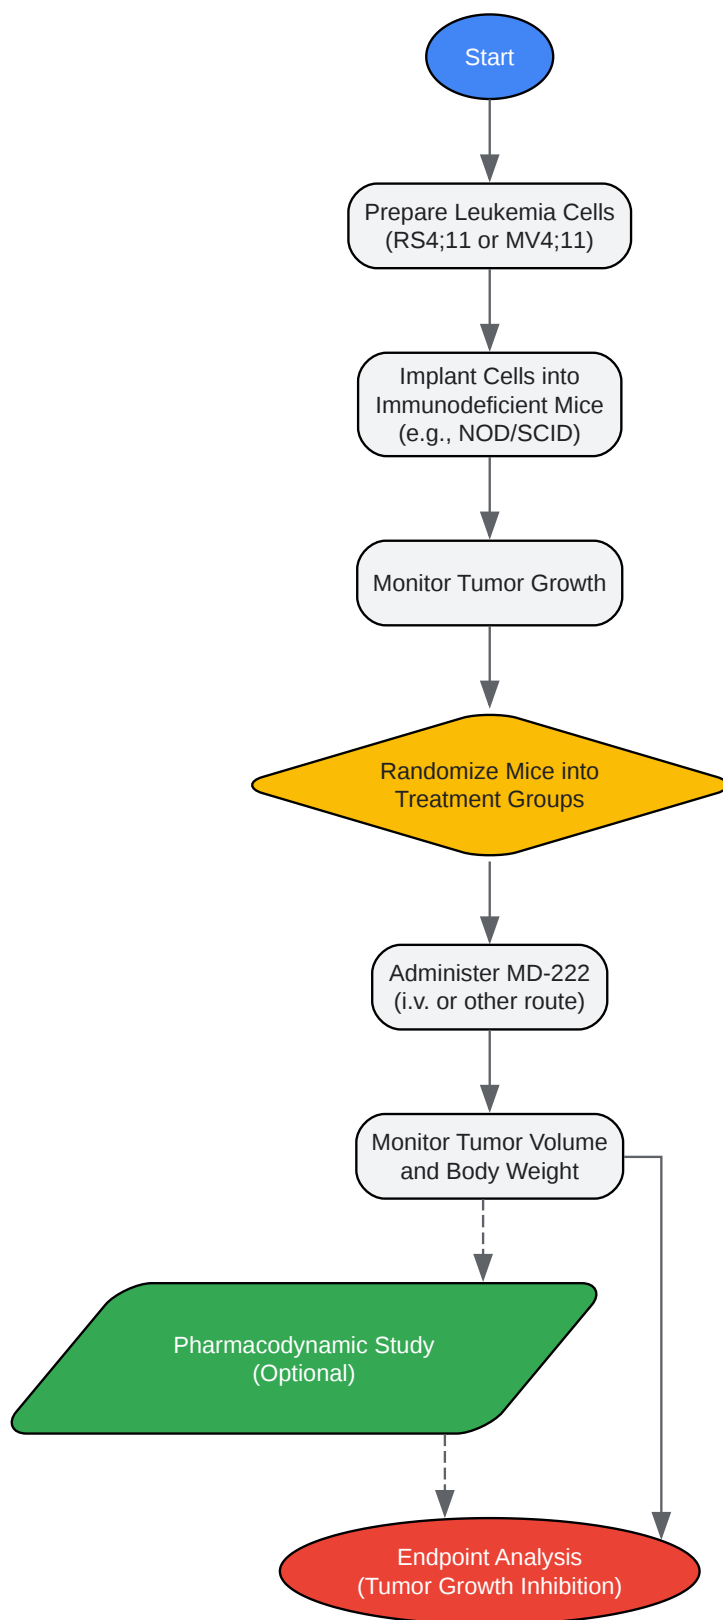 Start
Prepare Leukemia Cells
(RS4;11 or MV4;11)
Implant Cells into
Immunodeficient Mice
(e.g., NOD/SCID)
Monitor Tumor Growth
Randomize Mice into
Treatment Groups
Administer MD-222
(i.v. or other route)
Monitor Tumor Volume
and Body Weight
Pharmacodynamic Study
(Optional)
Endpoint Analysis
(Tumor Growth Inhibition)